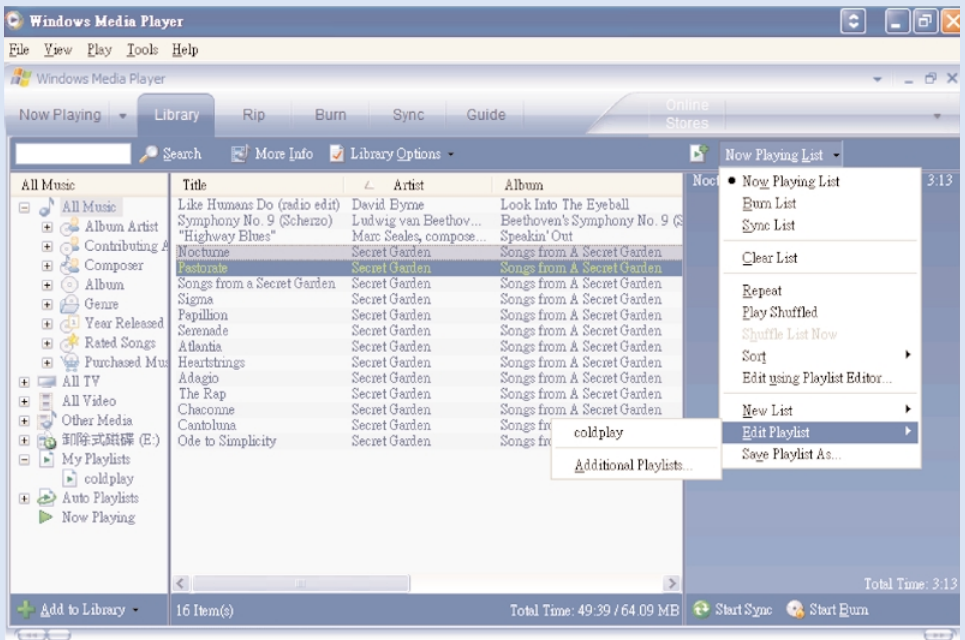 Windows Media Player
File View Play Tools Help
Windows Media Player
Now Playing Library Rip Burn Sync Guide Online Stores
Search More Info Library Options Now Playing List
All Music Title Artist Album
All Music
Album Artist
Contributing A
Composer
Album
Genre
Year Released
Rated Songs
Purchased Mus
All TV
All Video
Other Media
卸除式磁碟 (E:)
My Playlists
coldplay
Auto Playlists
Now Playing
Like Humans Do (radio edit) David Byrne Look Into The Eyeball
Symphony No. 9 (Scherzo) Ludwig van Beethov... Beethoven's Symphony No. 9 (S
"Highway Blues" Marc Seales, compose... Speakin' Out
Nocturne Secret Garden Songs from A Secret Garden
Pastorate Secret Garden Songs from A Secret Garden
Songs from a Secret Garden Secret Garden Songs from A Secret Garden
Sigma Secret Garden Songs from A Secret Garden
Papillion Secret Garden Songs from A Secret Garden
Serenade Secret Garden Songs from A Secret Garden
Atlantia Secret Garden Songs from A Secret Garden
Heartstrings Secret Garden Songs from A Secret Garden
Adagio Secret Garden Songs from A Secret Garden
The Rap Secret Garden Songs from A Secret Garden
Chaconne Secret Garden Songs from A Secret Garden
Cantoluna Secret Garden Songs fr
Ode to Simplicity Secret Garden Songs fr
Noct 3:13
Now Playing List
Burn List
Sync List
Clear List
Repeat
Play Shuffled
Shuffle List Now
Sort
Edit using Playlist Editor...
New List
Edit Playlist
Save Playlist As...
coldplay
Additional Playlists...
Total Time: 3:13
Add to Library 16 Item(s) Total Time: 49:39 / 64.09 MB Start Sync Start Burn